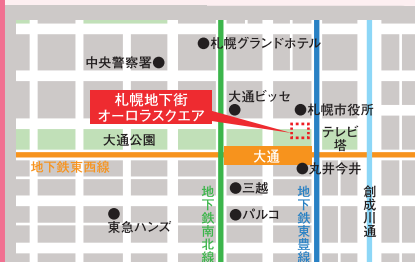 札幌グランドホテル
中央警察署
札幌地下街
オーロラスクエア
大通ビッセ
札幌市役所
大通公園
テレビ
塔
大通
地下鉄東西線
丸井今井
三越
パルコ
東急ハンズ
地下鉄南北線
地下鉄東豊線
創成川通